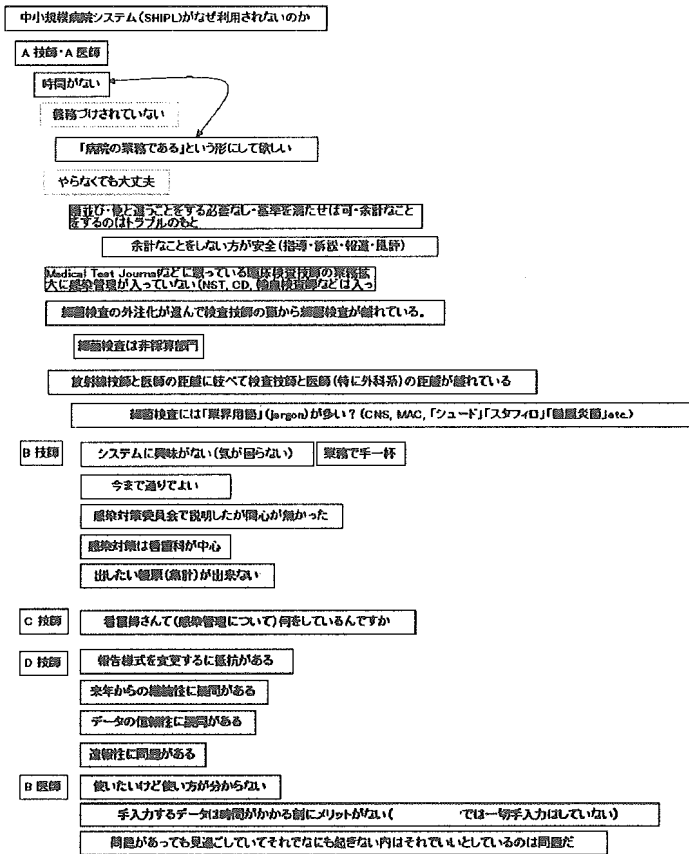 中小規模病院システム(SHIPL)がなぜ利用されないのか
A 技師・A 医師
時間がない
義務づけされていない
「病院の業務である」という形にして欲しい
やらなくても大丈夫
横並び・他と違うことをする必要なし・基準を満たせば可・余計なこと
をするのはトラブルのもと
余計なことをしない方が安全(指導・訴訟・報道・風評)
Medical Test Journalなどに載っている臨床検査技師の業務拡
大に感染管理が入っていない(NST, CD, 輸血検査師などは入っ
細菌検査の外注化が進んで検査技師の頭から細菌検査が離れている。
細菌検査は非採算部門
放射線技師と医師の距離に較べて検査技師と医師(特に外科系)の距離が離れている
細菌検査には「業界用語」(jargon)が多い?(CNS, MAC, 「シュード」「スタフィロ」「腸炎菌」etc.)
B 技師
システムに興味がない(気が回らない)
業務で手一杯
今まで通りでよい
感染対策委員会で説明したが関心が無かった
感染対策は看護科が中心
出したい帳票(集計)が出来ない
C 技師
看護師さんて(感染管理について)何をしているんですか
D 技師
報告様式を変更するに抵抗がある
来年からの継続性に疑問がある
データの信頼性に疑問がある
速報性に問題がある
B 医師
使いたいけど使い方が分からない
手入力するデータは時間がかかる割にメリットがない( では一切手入力はしていない)
問題があっても見過ごしていてそれでなにも起きない内はそれでいいとしているのは問題だ